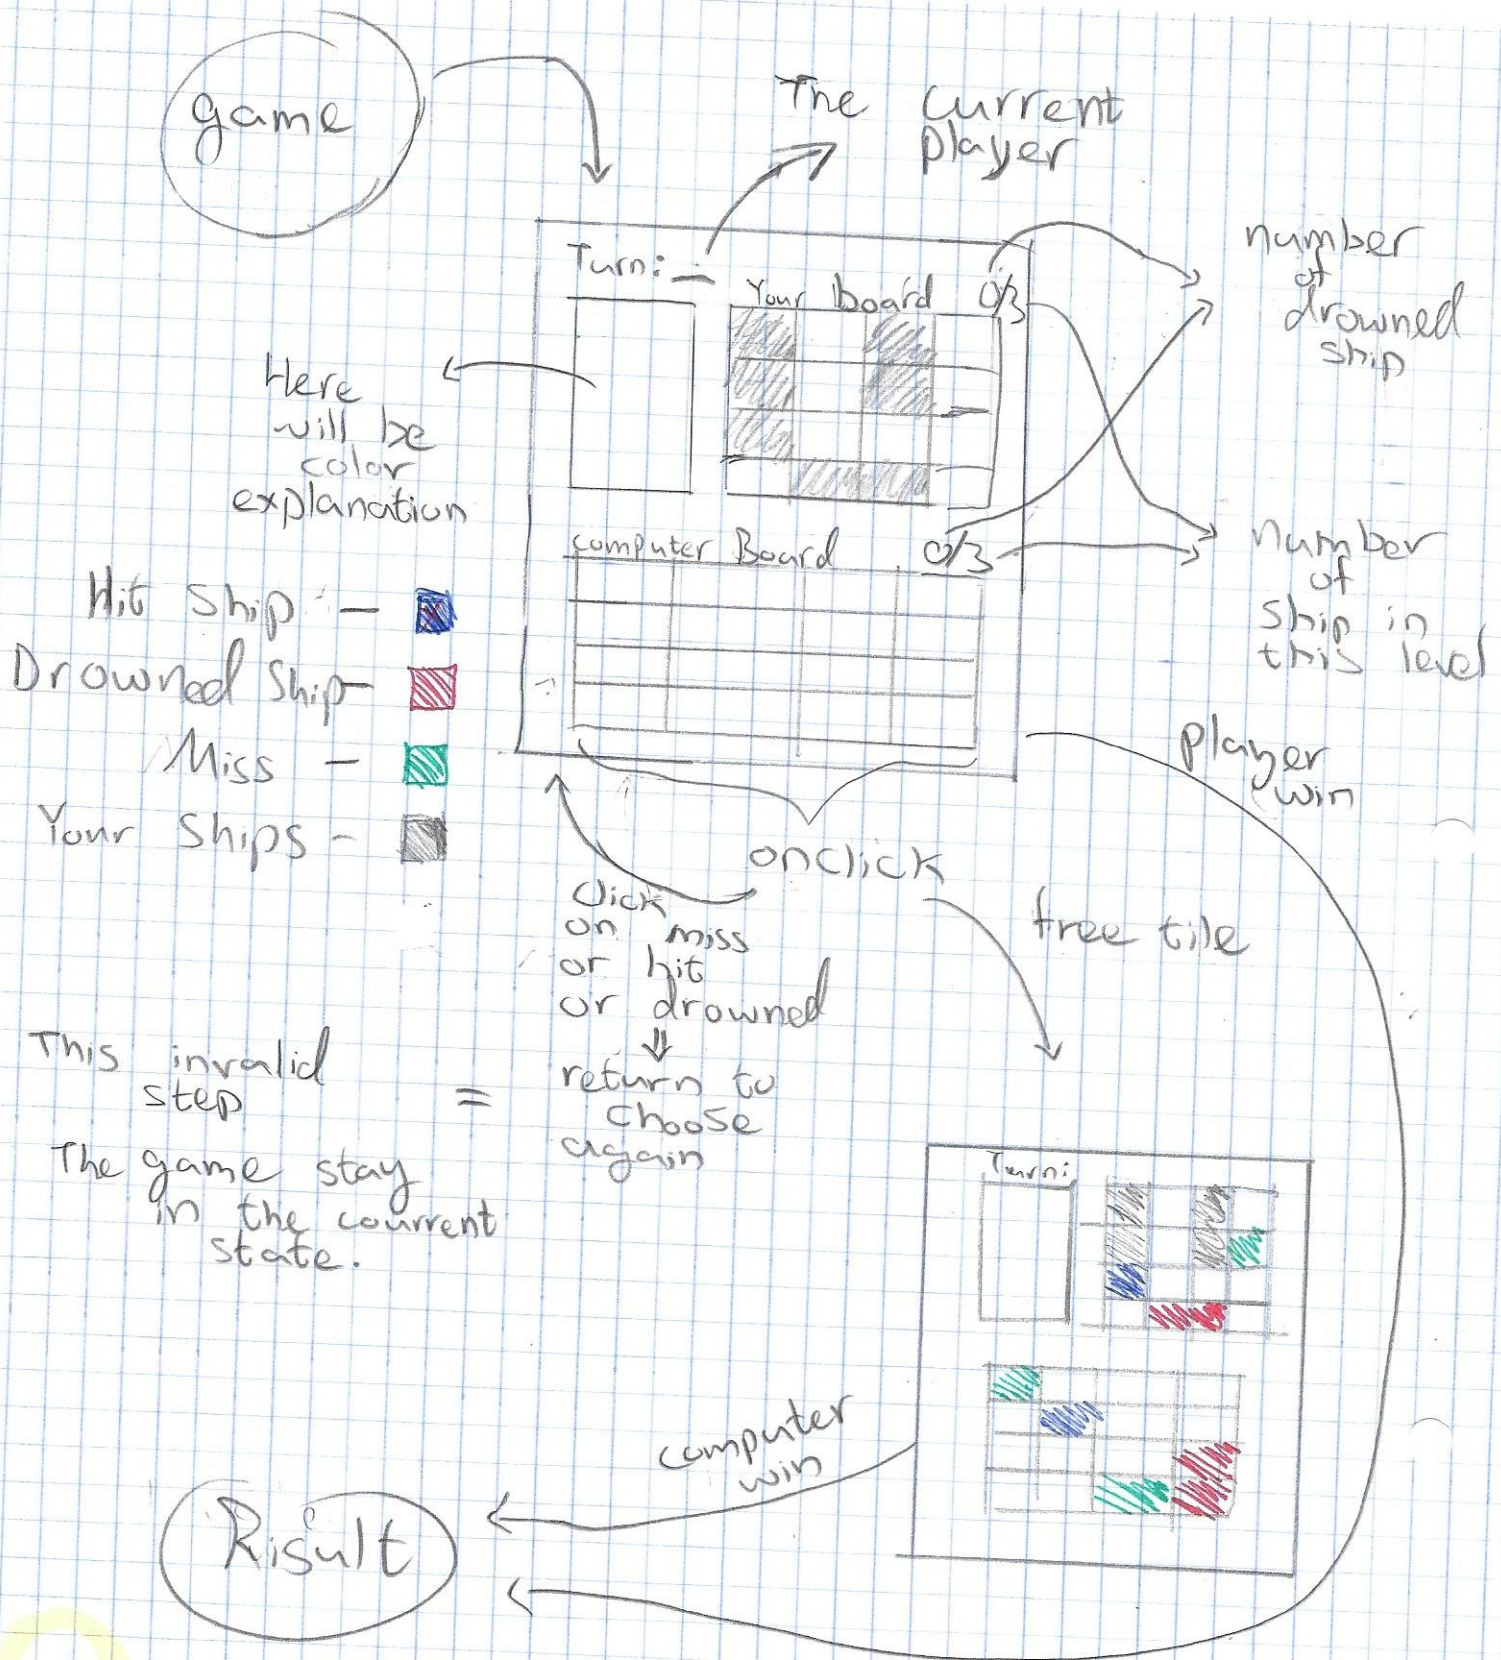 game
The current
player
Turn: _
Your board 0/3
number
of
drowned
ship
Here
will be
color
explanation
computer Board 0/3
number
of
ship in
this level
Hit Ship -
Drowned Ship-
Miss -
Your Ships -
player
win
onclick
click
on miss
or hit
or drowned
⇓
return to
choose
again
free tile
This invalid
step
=
The game stay
in the courrent
state.
Turn:
computer
win
Risult